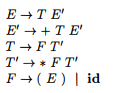 E → T E'
E' → + T E'
T → F T'
T' → * F T'
F → ( E ) | id